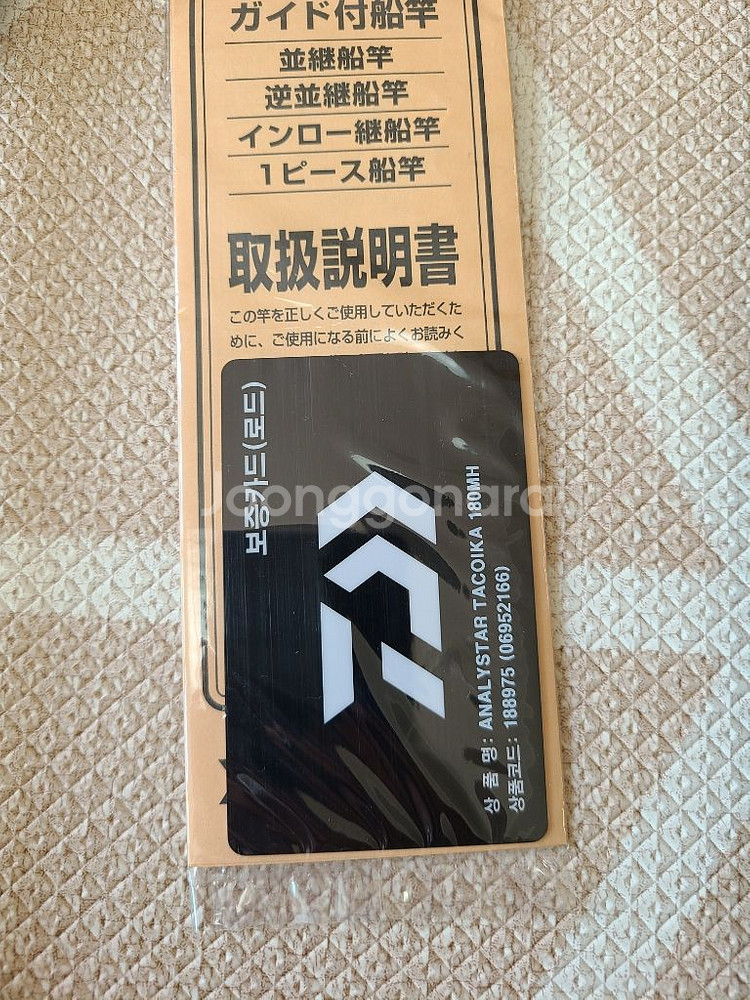 ガイド付船竿
並継船竿
逆並継船竿
インロー継船竿
1ピース船竿
取扱説明書
この竿を正しくご使用していただくた
めに、ご使用になる前によくお読みく
보증카드(로드)
상 품 명: ANALYSTAR TACOIKA 180MH
상품코드: 188975 (06952166)
Joonggonara